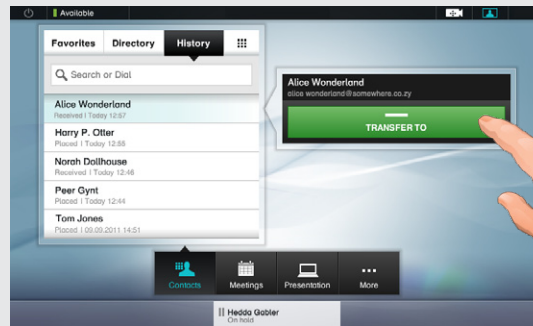 Available
Favorites Directory History
Search or Dial
Alice Wonderland
Received | Today 12:57
Harry P. Otter
Placed | Today 12:55
Norah Dollhouse
Received | Today 12:46
Peer Gynt
Placed | Today 12:44
Tom Jones
Placed | 09.09.2011 14:51
Alice Wonderland
alice.wonderland@somewhere.co.zy
TRANSFER TO
Contacts Meetings Presentation More
Hedda Gabler
On hold